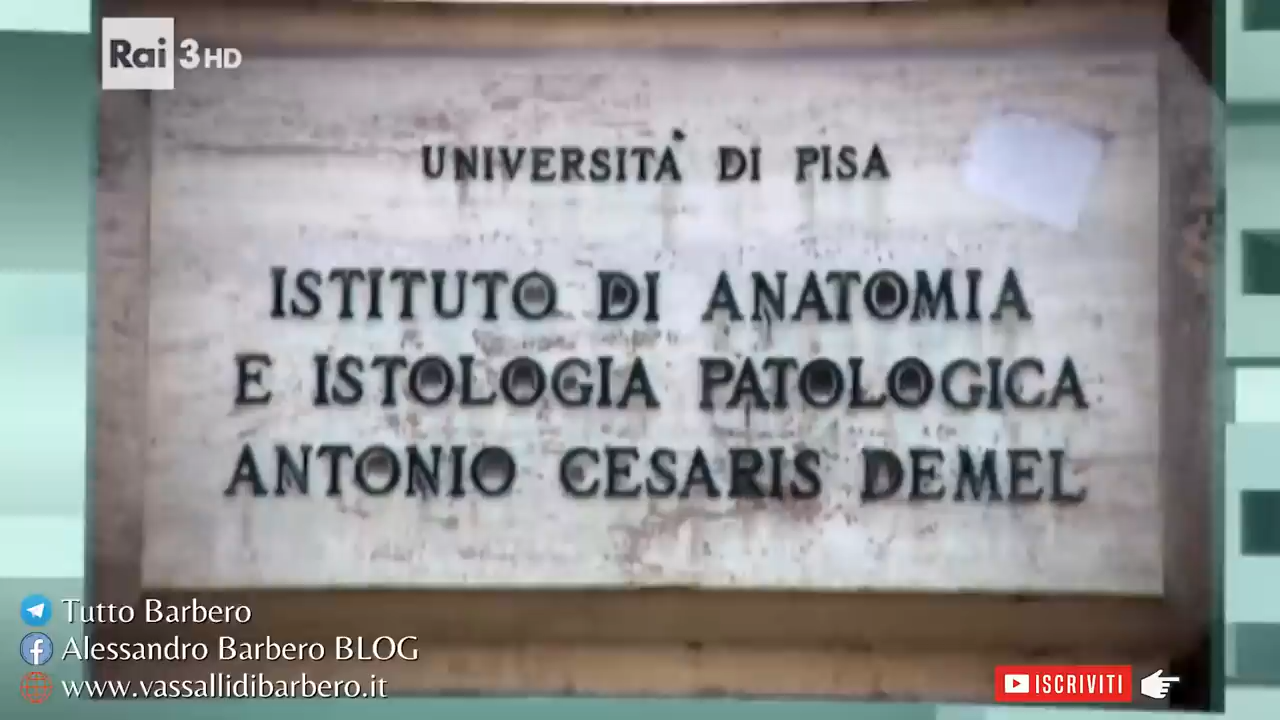 Rai 3HD
UNIVERSITÀ DI PISA
ISTITUTO DI ANATOMIA
E ISTOLOGIA PATOLOGICA
ANTONIO CESARIS DEMEL
Tutto Barbero
Alessandro Barbero BLOG
www.vassallidibarbero.it
ISCRIVITI